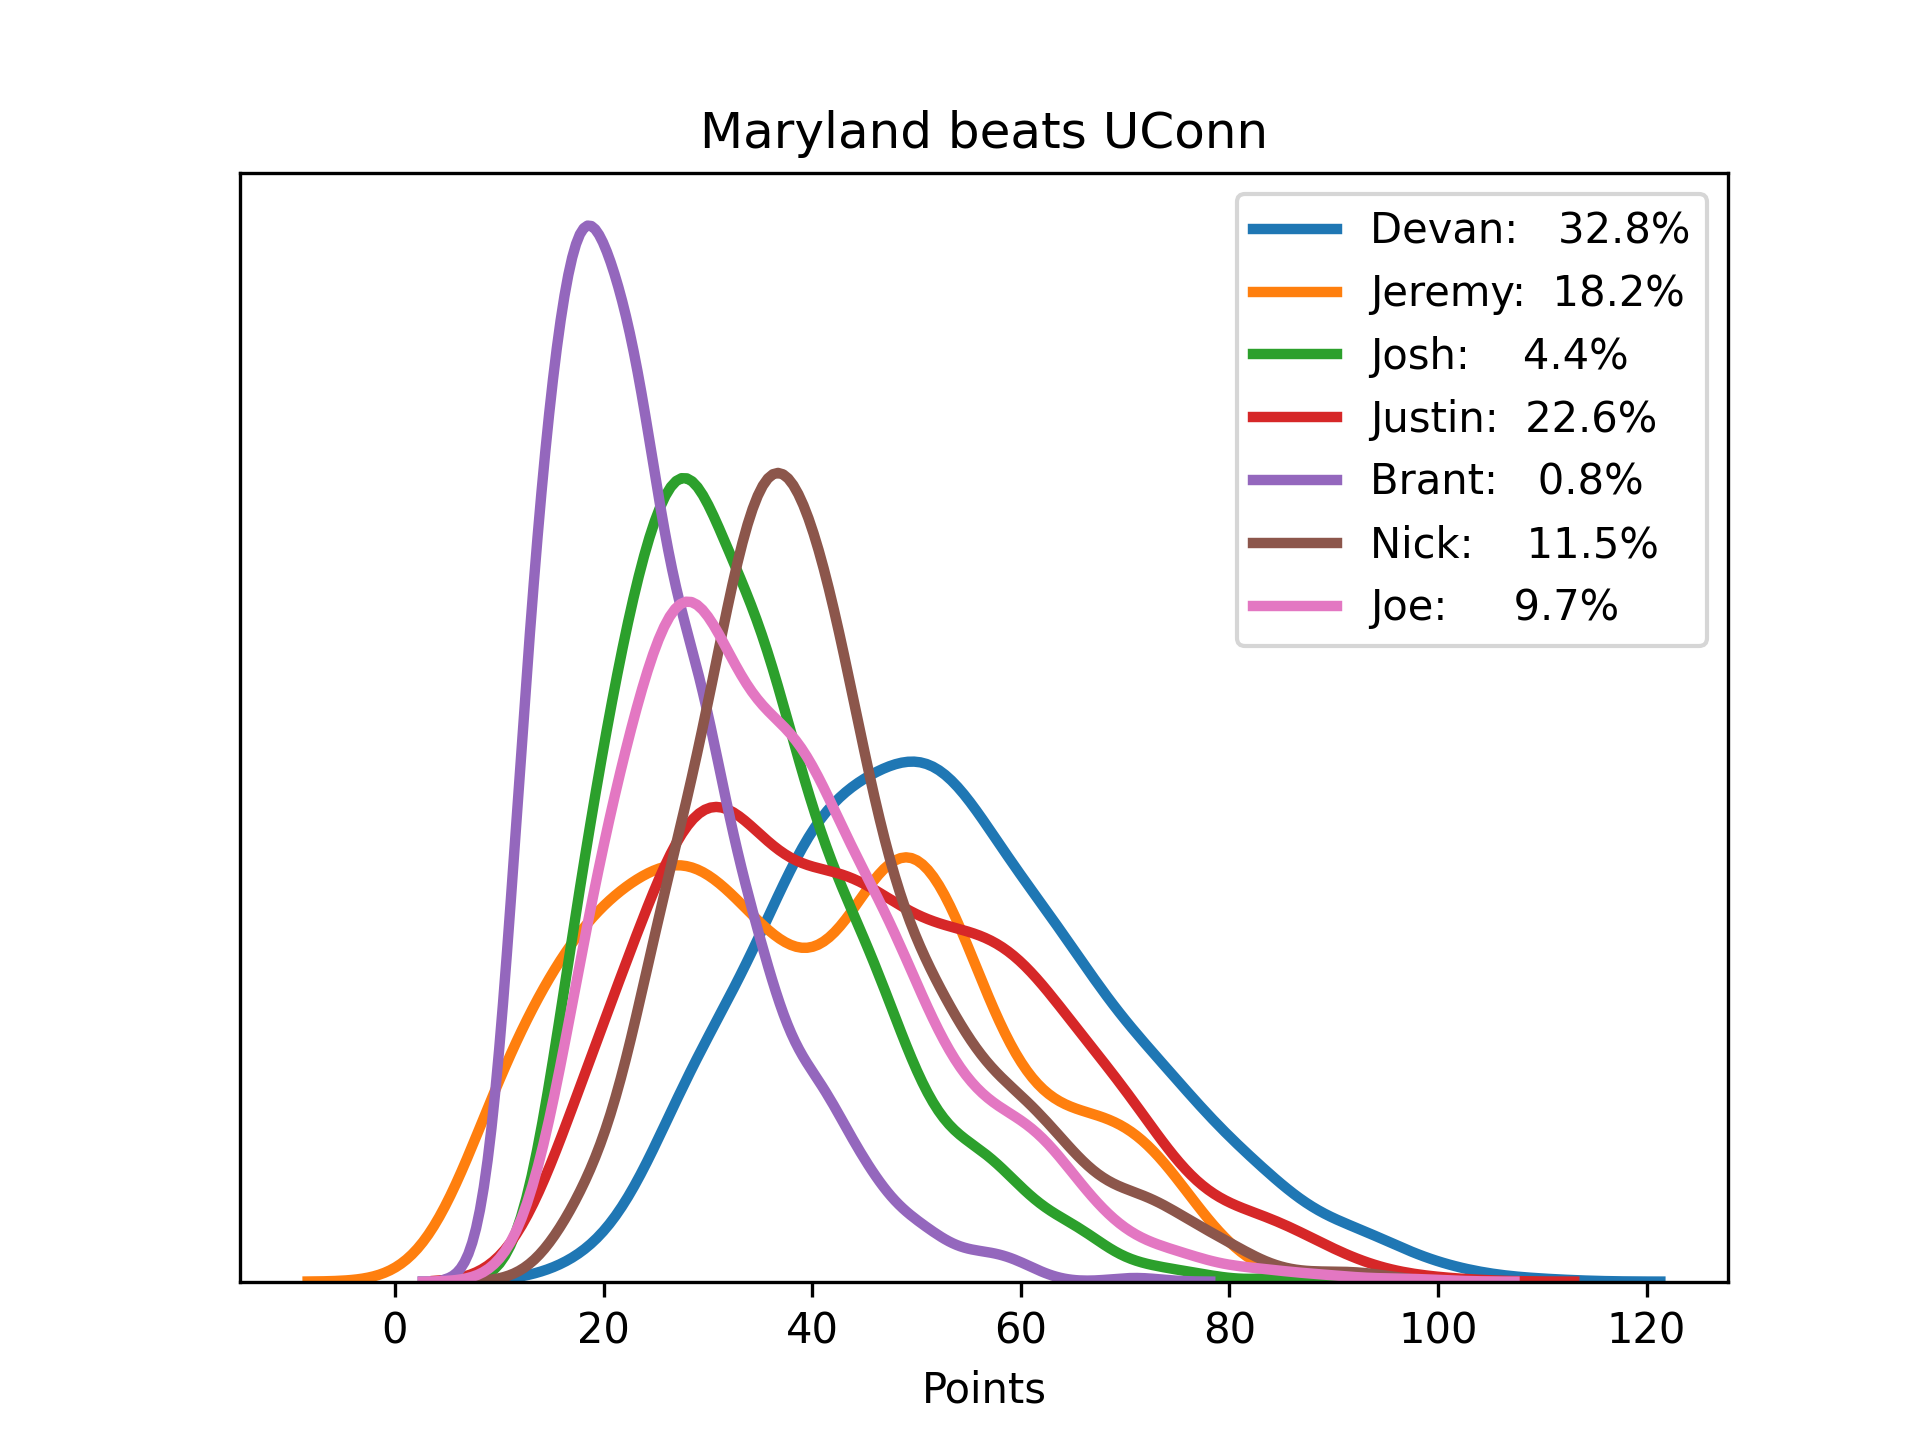 Maryland beats UConn
Devan: 32.8%
Jeremy: 18.2%
Josh: 4.4%
Justin: 22.6%
Brant: 0.8%
Nick: 11.5%
Joe: 9.7%
0 20 40 60 80 100 120
Points